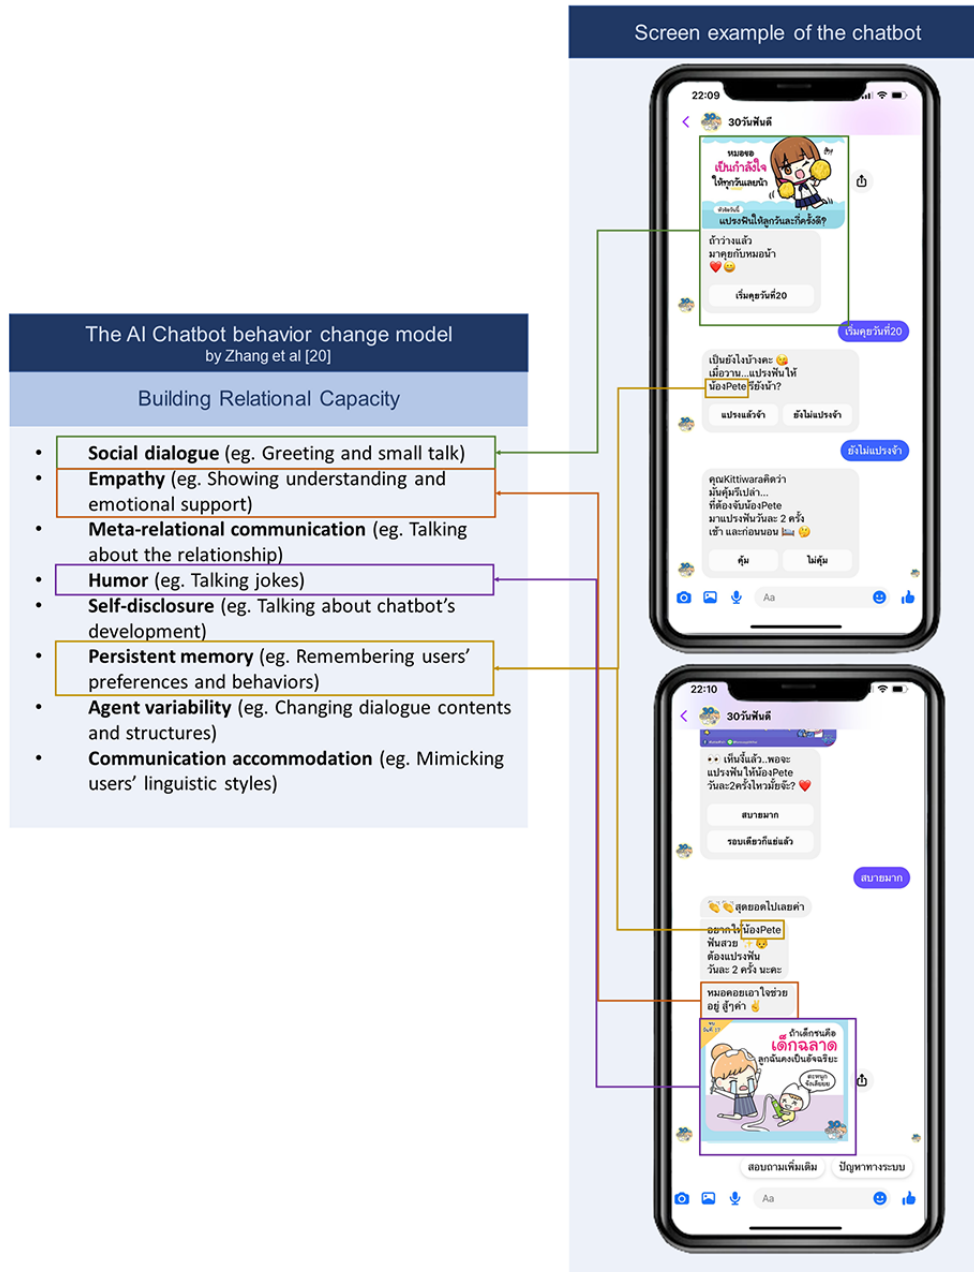 Screen example of the chatbot
22:09
30วันฟันดี
หมอขอ
เป็นกำลังใจ
ให้ทุกวันเลยน้า
หัวข้อวันนี้
แปรงฟันให้ลูกวันละกี่ครั้งดี?
ถ้าว่างแล้ว
มาคุยกับหมอน้า
❤️😀
เริ่มคุยวันที่20
เริ่มคุยวันที่20
เป็นยังไงบ้างคะ 😘
เมื่อวาน...แปรงฟันให้
น้องPete รึยังน้า?
แปรงแล้วจ้า
ยังไม่แปรงจ้า
ยังไม่แปรงจ้า
คุณKittiwaraคิดว่า
มันคุ้มรึเปล่า...
ที่ต้องจับน้องPete
มาแปรงฟันวันละ 2 ครั้ง
เช้า และก่อนนอน 🛏️ 🤔
คุ้ม
ไม่คุ้ม
Aa
The AI Chatbot behavior change model
by Zhang et al [20]
Building Relational Capacity
• Social dialogue (eg. Greeting and small talk)
• Empathy (eg. Showing understanding and
emotional support)
• Meta-relational communication (eg. Talking
about the relationship)
• Humor (eg. Talking jokes)
• Self-disclosure (eg. Talking about chatbot's
development)
• Persistent memory (eg. Remembering users'
preferences and behaviors)
• Agent variability (eg. Changing dialogue contents
and structures)
• Communication accommodation (eg. Mimicking
users' linguistic styles)
22:10
30วันฟันดี
👀 เห็นงี้แล้ว..พอจะ
แปรงฟันให้น้องPete
วันละ2ครั้งไหวมั้ยจ๊ะ? ❤️
สบายมาก
รอบเดียวก็แย่แล้ว
สบายมาก
👏👏สุดยอดไปเลยค่า
อยากให้น้องPete
ฟันสวย ✨👼
ต้องแปรงฟัน
วันละ 2 ครั้ง นะคะ
หมอคอยเอาใจช่วย
อยู่ สู้ๆค่า ✌️
ถ้าเด็กซนคือ
เด็กฉลาด
ลูกฉันคงเป็นอัจฉริยะ
สอบถามเพิ่มเติม
ปัญหาทางระบบ
Aa